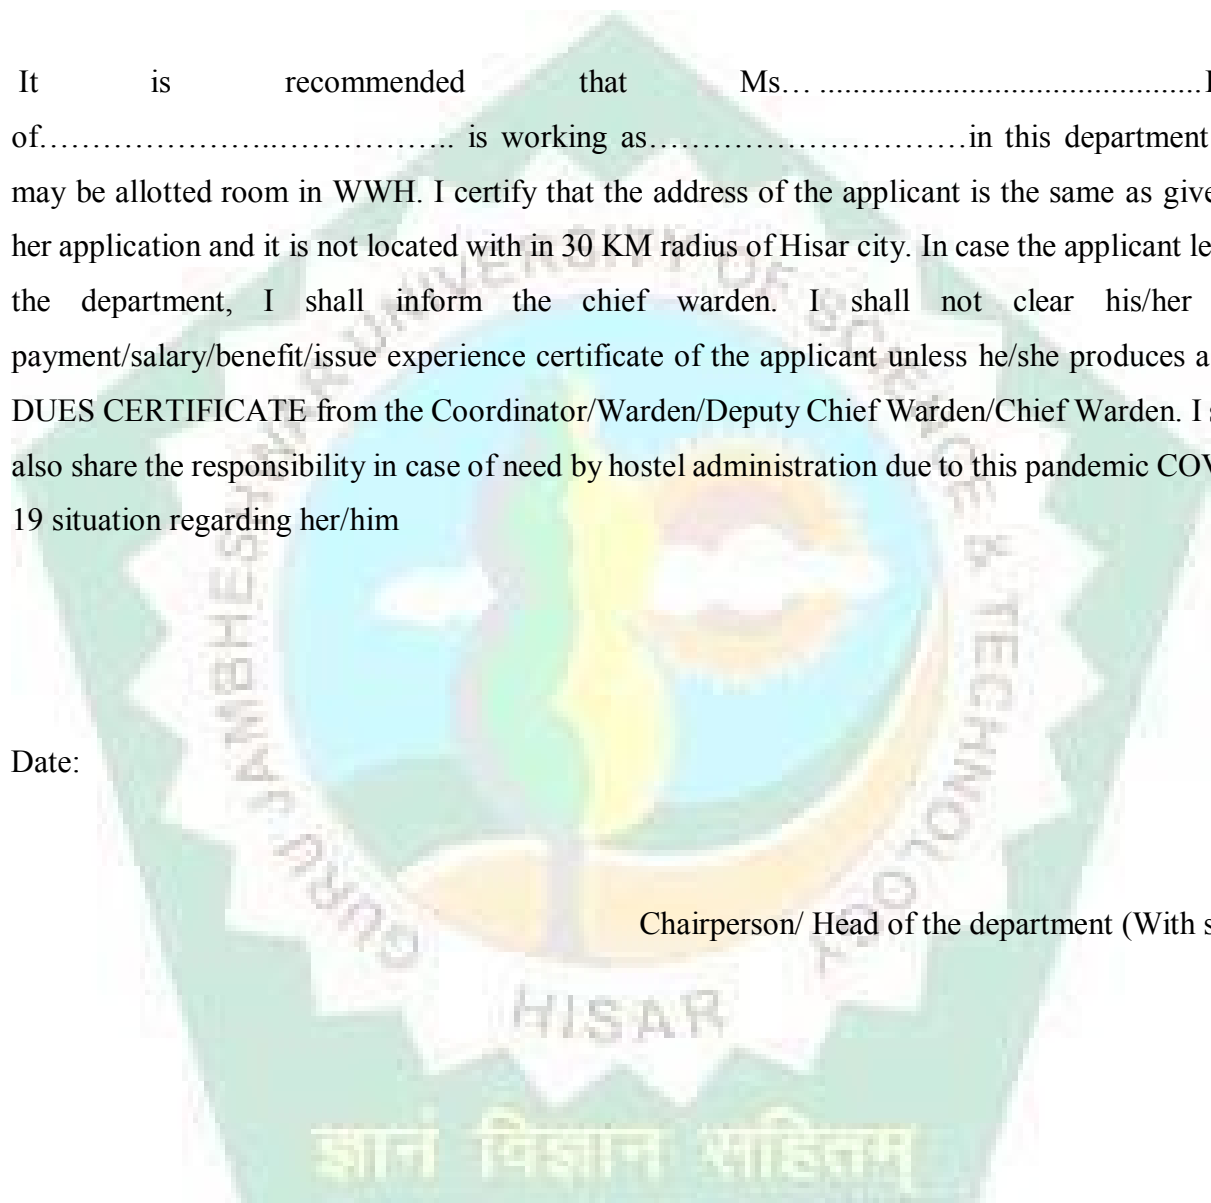 It is recommended that Ms… ..............................................
of…………………...…………….. is working as…………………………in this department
may be allotted room in WWH. I certify that the address of the applicant is the same as give
her application and it is not located with in 30 KM radius of Hisar city. In case the applicant le
the department, I shall inform the chief warden. I shall not clear his/her
payment/salary/benefit/issue experience certificate of the applicant unless he/she produces a
DUES CERTIFICATE from the Coordinator/Warden/Deputy Chief Warden/Chief Warden. I s
also share the responsibility in case of need by hostel administration due to this pandemic COV
19 situation regarding her/him
Date:
Chairperson/ Head of the department (With s
GURU JAMBHESHWAR UNIVERSITY OF SCIENCE & TECHNOLOGY
HISAR
ज्ञानं विज्ञान सहितम्